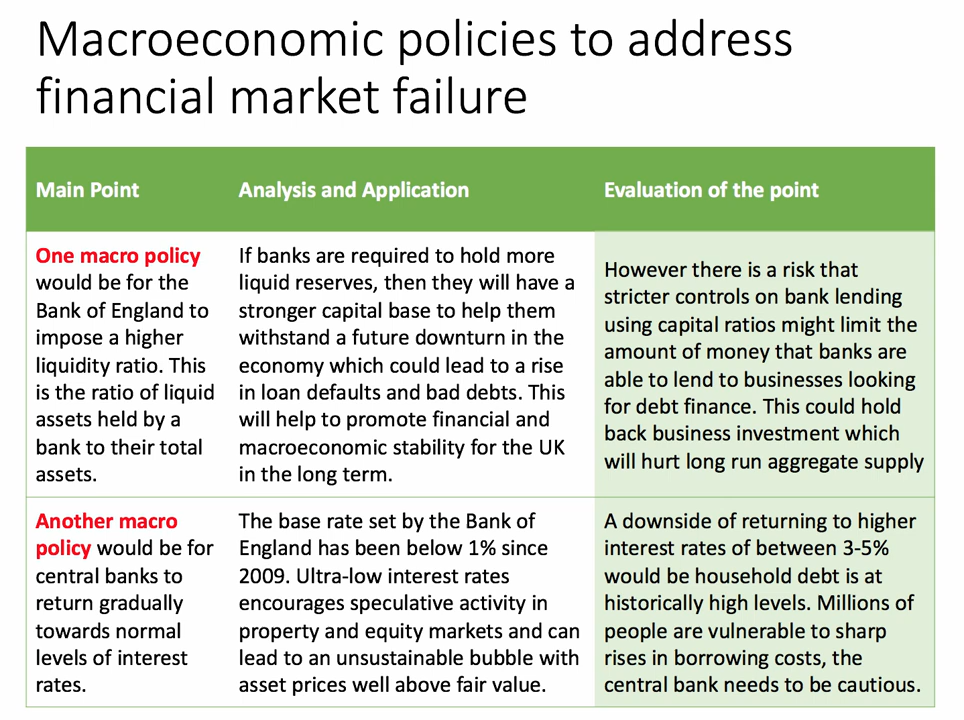 Macroeconomic policies to address
financial market failure
Main Point
Analysis and Application
Evaluation of the point
One macro policy
would be for the
Bank of England to
impose a higher
liquidity ratio. This
is the ratio of liquid
assets held by a
bank to their total
assets.
If banks are required to hold more
liquid reserves, then they will have a
stronger capital base to help them
withstand a future downturn in the
economy which could lead to a rise
in loan defaults and bad debts. This
will help to promote financial and
macroeconomic stability for the UK
in the long term.
However there is a risk that
stricter controls on bank lending
using capital ratios might limit the
amount of money that banks are
able to lend to businesses looking
for debt finance. This could hold
back business investment which
will hurt long run aggregate supply
Another macro
policy would be for
central banks to
return gradually
towards normal
levels of interest
rates.
The base rate set by the Bank of
England has been below 1% since
2009. Ultra-low interest rates
encourages speculative activity in
property and equity markets and can
lead to an unsustainable bubble with
asset prices well above fair value.
A downside of returning to higher
interest rates of between 3-5%
would be household debt is at
historically high levels. Millions of
people are vulnerable to sharp
rises in borrowing costs, the
central bank needs to be cautious.